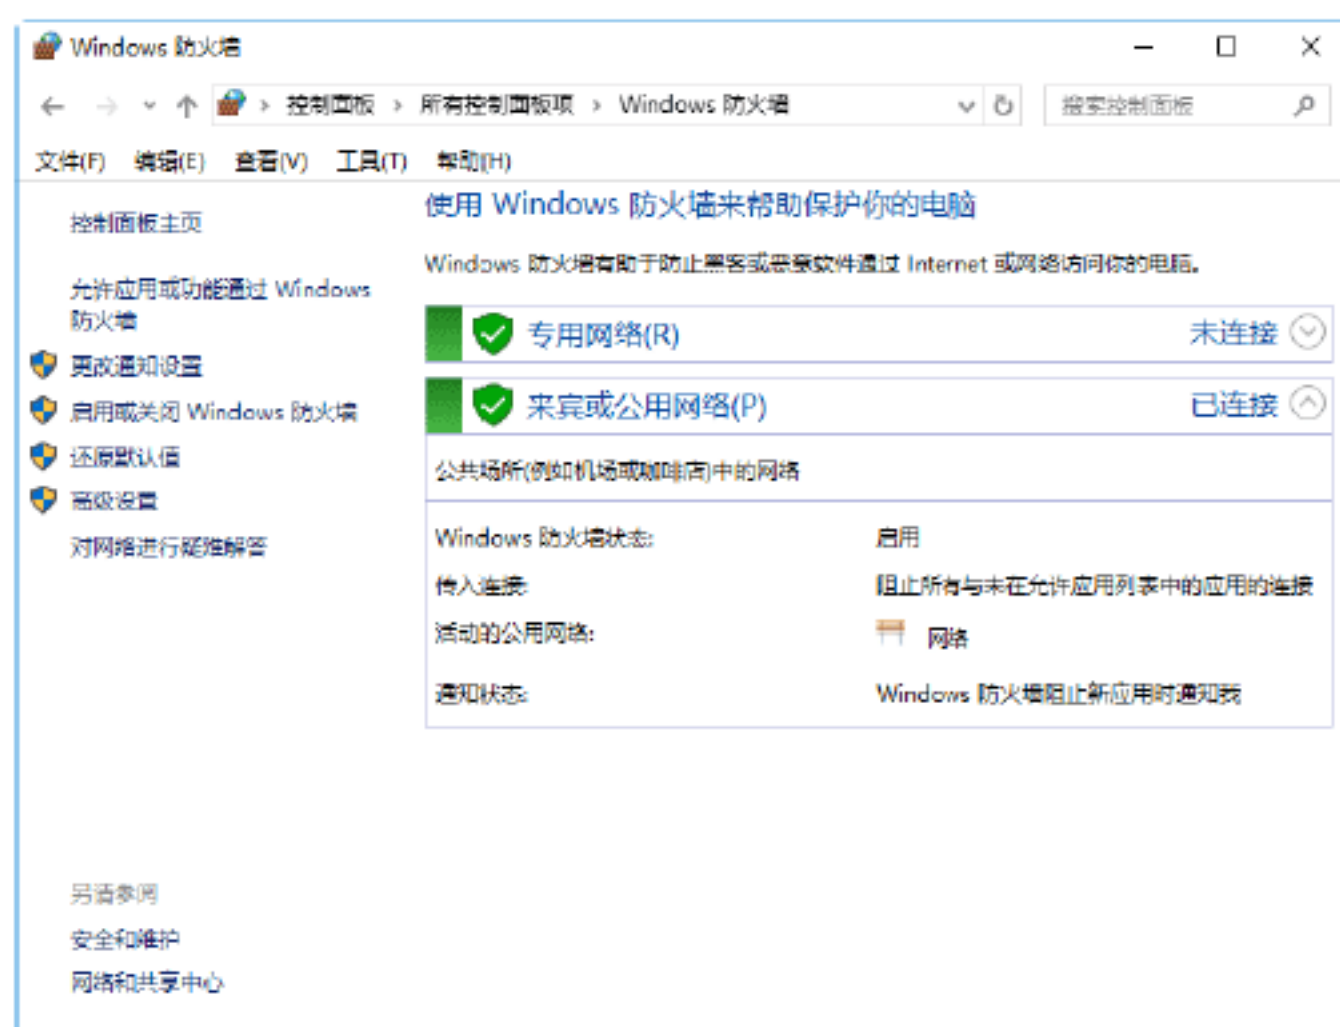 Windows 防火墙
控制面板 › 所有控制面板项 › Windows 防火墙
搜索控制面板
文件(F) 编辑(E) 查看(V) 工具(T) 帮助(H)
控制面板主页
允许应用或功能通过 Windows
防火墙
更改通知设置
启用或关闭 Windows 防火墙
还原默认值
高级设置
对网络进行疑难解答
使用 Windows 防火墙来帮助保护你的电脑
Windows 防火墙有助于防止黑客或恶意软件通过 Internet 或网络访问你的电脑。
专用网络(R) 未连接
来宾或公用网络(P) 已连接
公共场所(例如机场或咖啡店)中的网络
Windows 防火墙状态: 启用
传入连接: 阻止所有与未在允许应用列表中的应用的连接
活动的公用网络: 网络
通知状态: Windows 防火墙阻止新应用时通知我
另请参阅
安全和维护
网络和共享中心